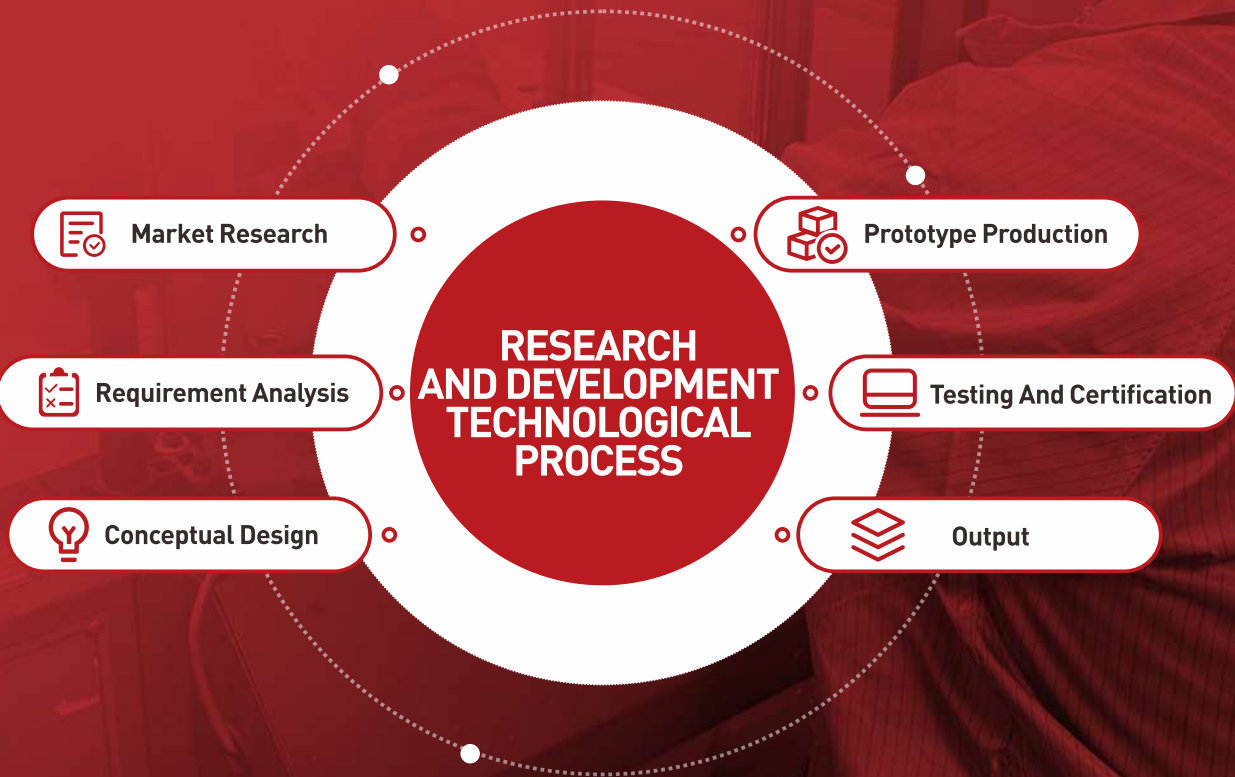 Market Research
Requirement Analysis
Conceptual Design
RESEARCH
AND DEVELOPMENT
TECHNOLOGICAL
PROCESS
Prototype Production
Testing And Certification
Output